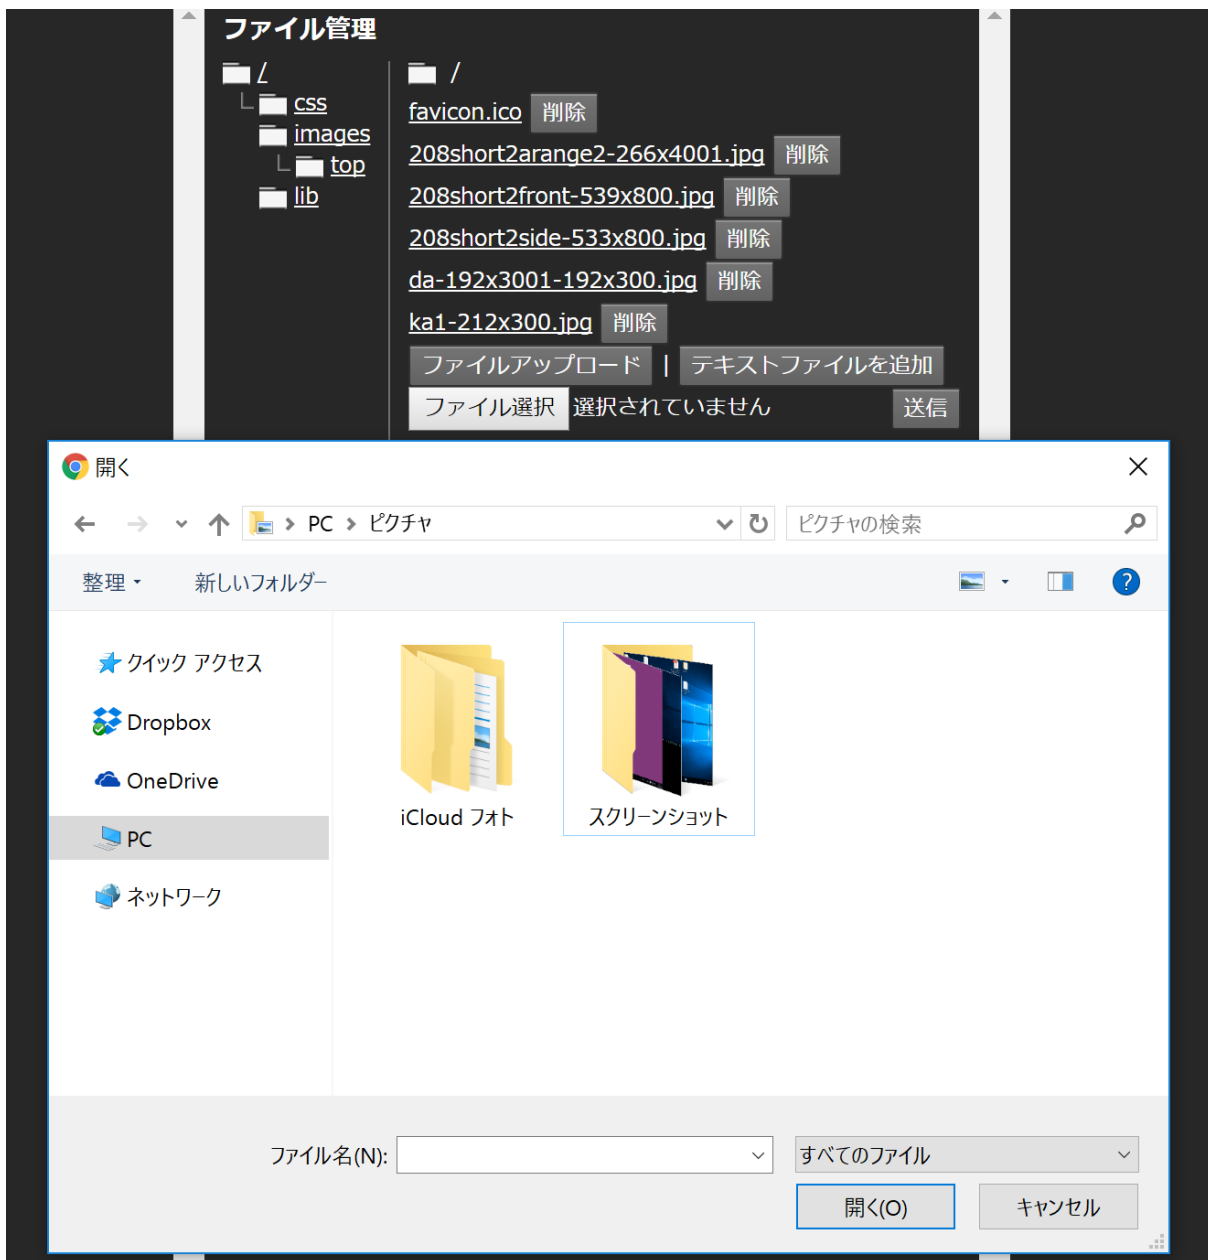 ファイル管理
/
css
images
top
lib
/
favicon.ico 削除
208short2arange2-266x4001.jpg 削除
208short2front-539x800.jpg 削除
208short2side-533x800.jpg 削除
da-192x3001-192x300.jpg 削除
ka1-212x300.jpg 削除
ファイルアップロード | テキストファイルを追加
ファイル選択 選択されていません 送信
開く
PC > ピクチャ ピクチャの検索
整理 新しいフォルダー
クイック アクセス
Dropbox
OneDrive
PC
ネットワーク
iCloud フォト スクリーンショット
ファイル名(N): すべてのファイル
開く(O) キャンセル